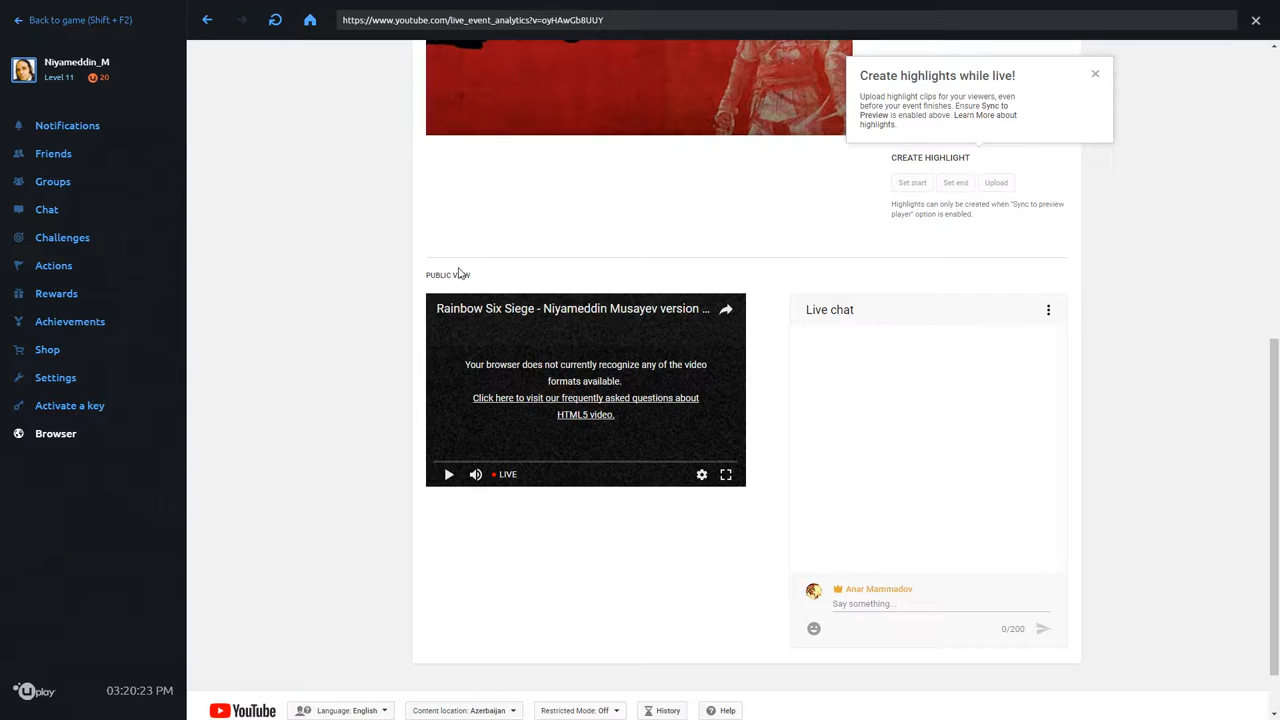 Back to game (Shift + F2)
https://www.youtube.com/live_event_analytics?v=oyHAwGb8UUY
Niyameddin_M
Level 11
20
Notifications
Friends
Groups
Chat
Challenges
Actions
Rewards
Achievements
Shop
Settings
Activate a key
Browser
uplay
03:20:23 PM
Create highlights while live!
Upload highlight clips for your viewers, even
before your event finishes. Ensure Sync to
Preview is enabled above. Learn More about
highlights.
CREATE HIGHLIGHT
Set start Set end Upload
Highlights can only be created when "Sync to preview
player" option is enabled.
PUBLIC VIEW
Rainbow Six Siege - Niyameddin Musayev version ...
Your browser does not currently recognize any of the video
formats available.
Click here to visit our frequently asked questions about
HTML5 video.
LIVE
Live chat
Anar Mammadov
Say something...
0/200
YouTube
Language: English
Content location: Azerbaijan
Restricted Mode: Off
History
Help